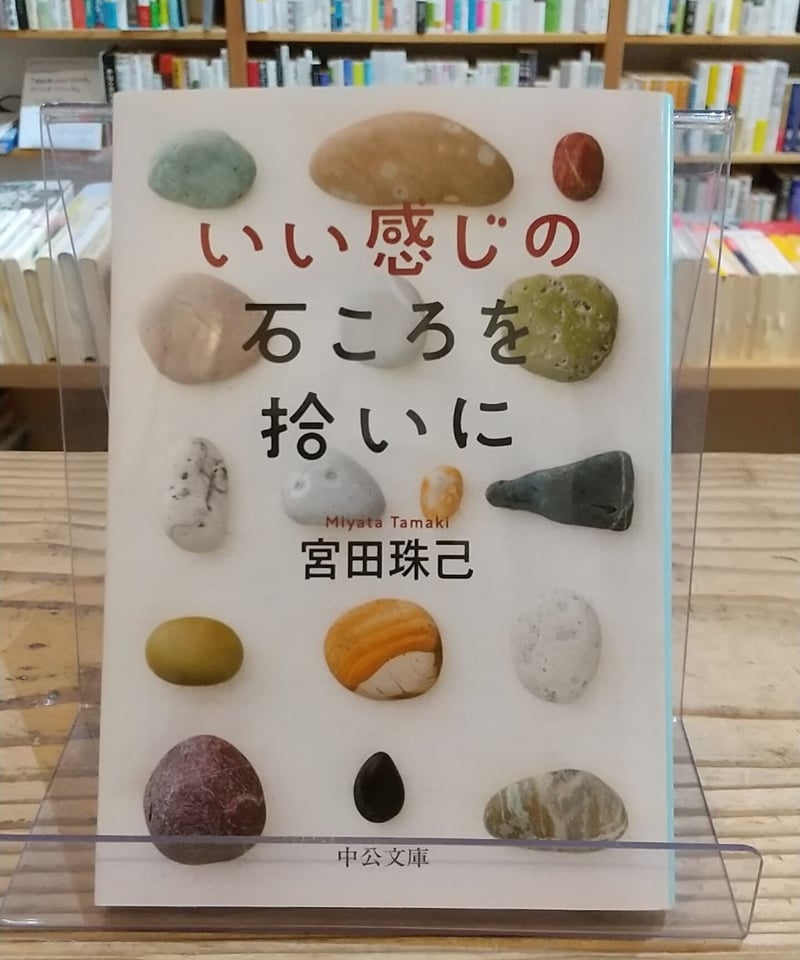 いい感じの
石ころを
拾いに
Miyata Tamaki
宮田珠己
中公文庫